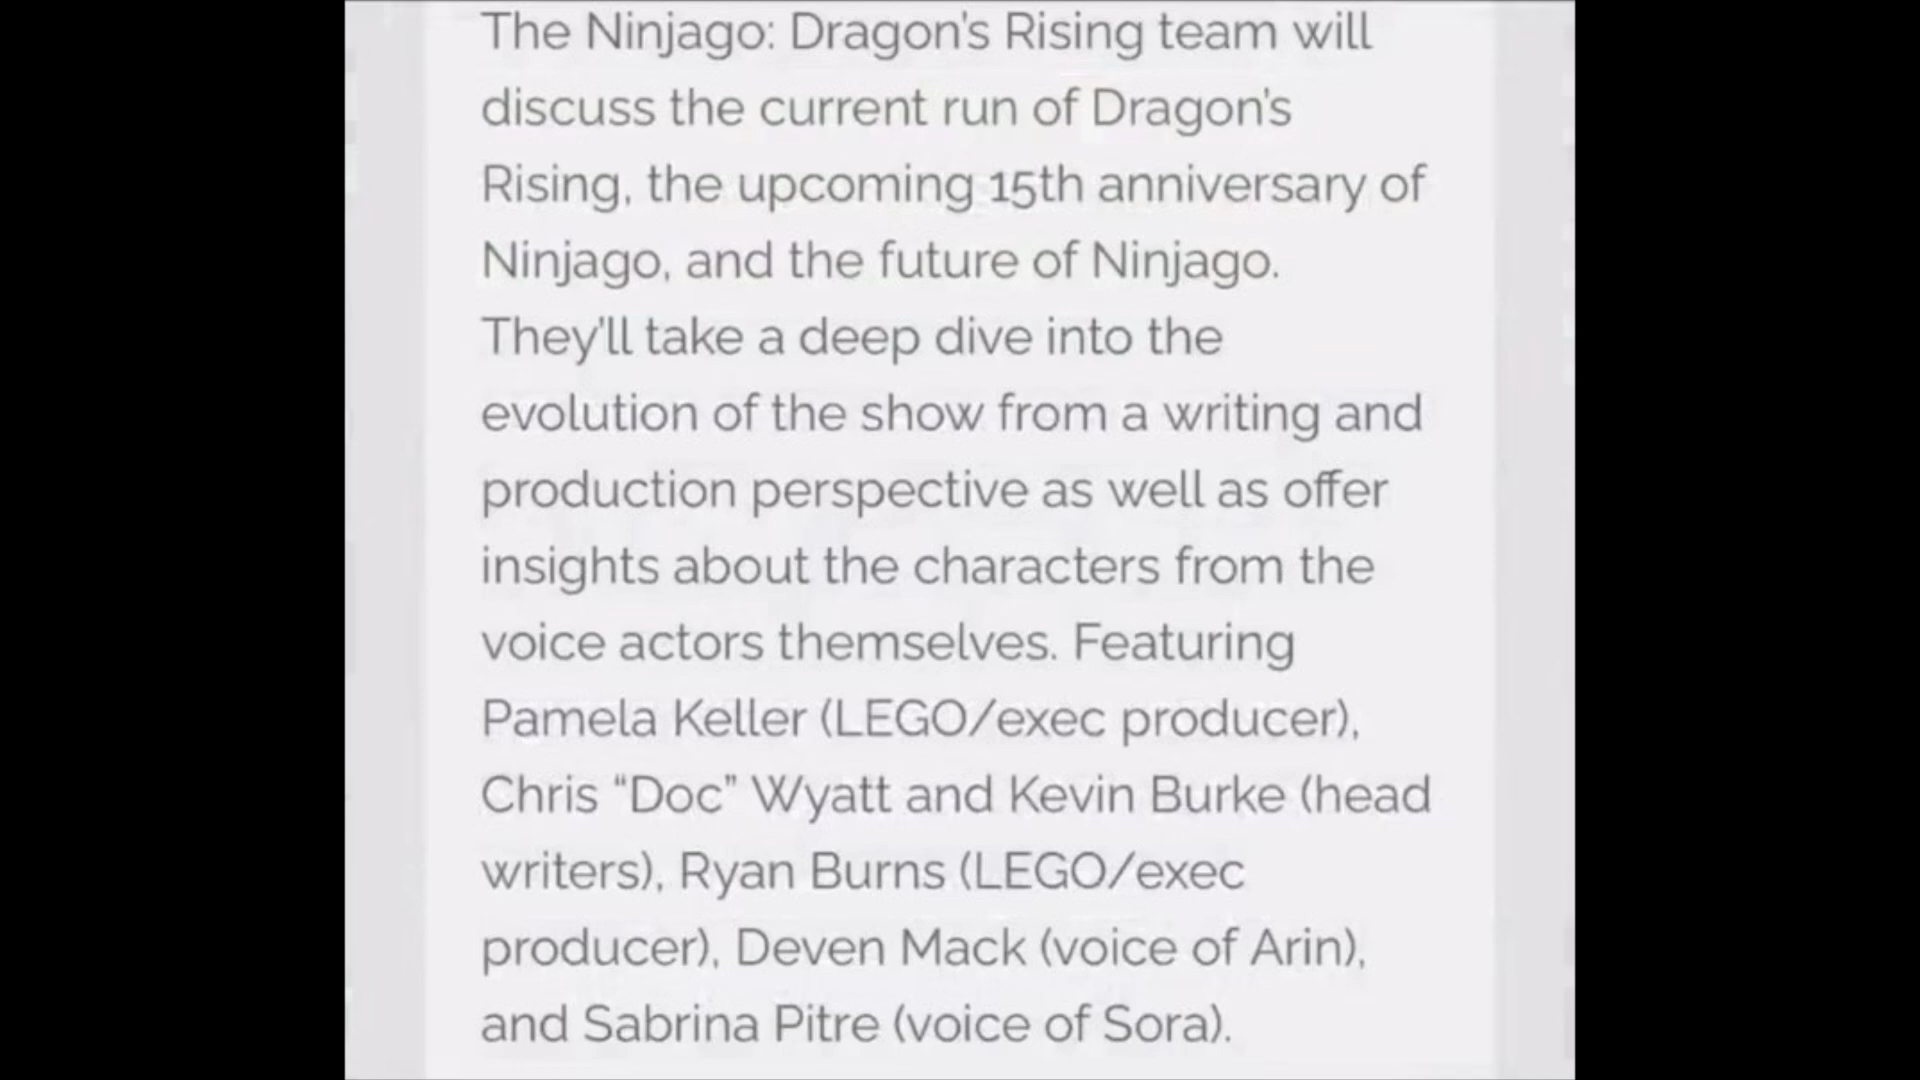 The Ninjago: Dragon's Rising team will
discuss the current run of Dragon's
Rising, the upcoming 15th anniversary of
Ninjago, and the future of Ninjago.
They'll take a deep dive into the
evolution of the show from a writing and
production perspective as well as offer
insights about the characters from the
voice actors themselves. Featuring
Pamela Keller (LEGO/exec producer),
Chris “Doc” Wyatt and Kevin Burke (head
writers), Ryan Burns (LEGO/exec
producer), Deven Mack (voice of Arin),
and Sabrina Pitre (voice of Sora).